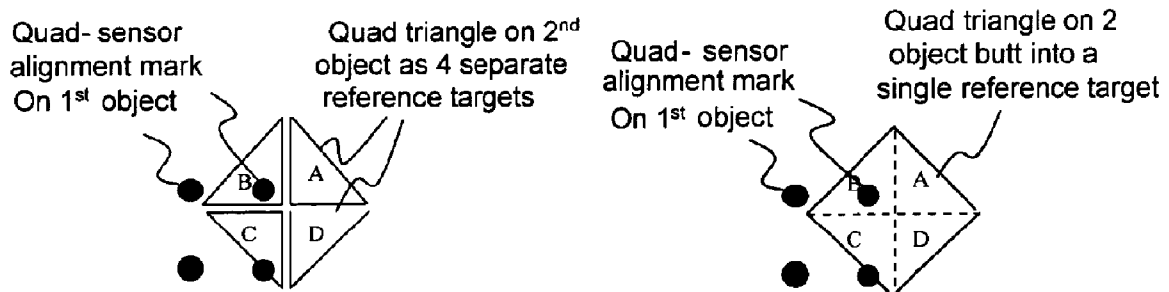 Quad- sensor
alignment mark
On 1st object
Quad triangle on 2nd
object as 4 separate
reference targets
B
A
C
D
Quad- sensor
alignment mark
On 1st object
Quad triangle on 2
object butt into a
single reference target
B
A
C
D